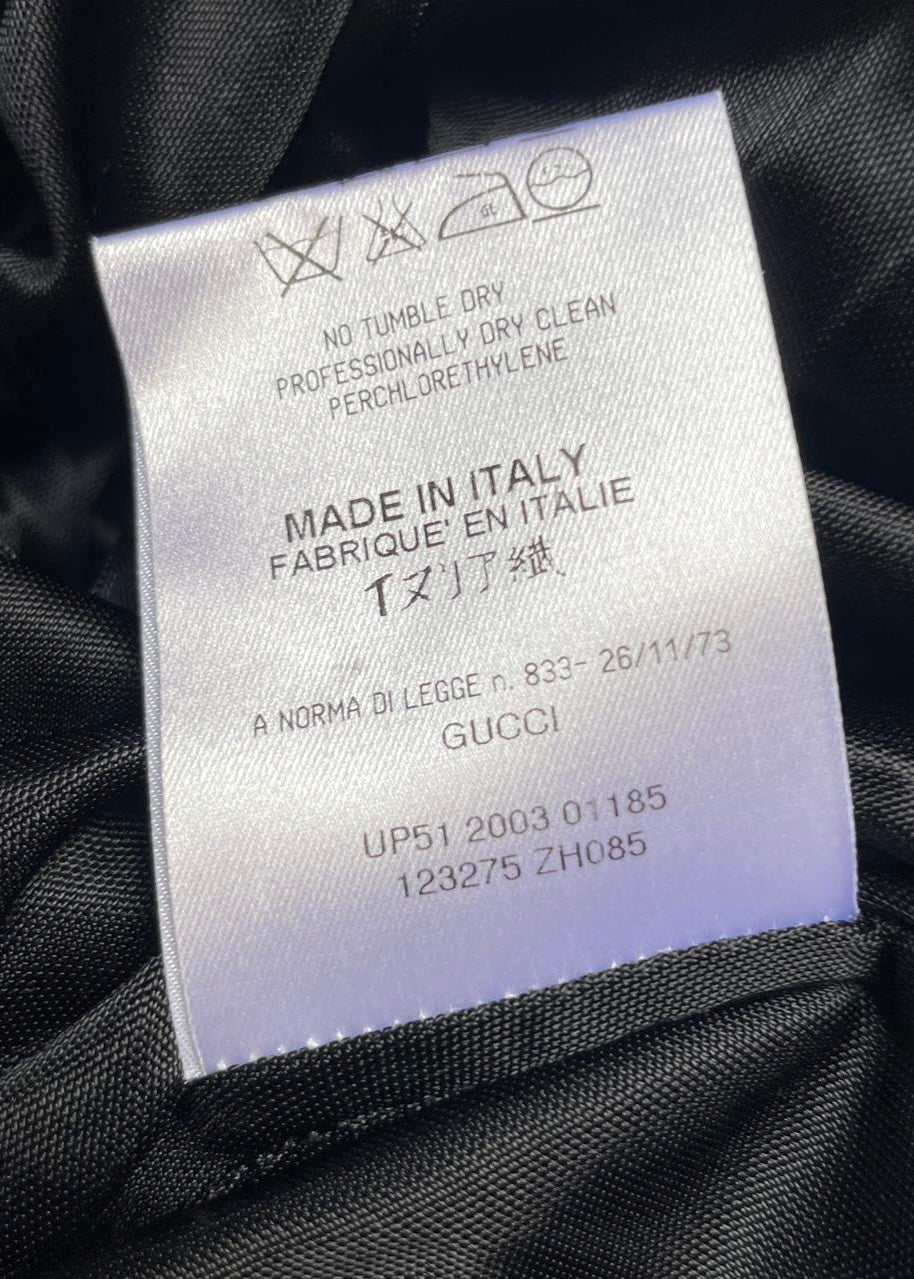 NO TUMBLE DRY
PROFESSIONALLY DRY CLEAN
PERCHLORETHYLENE
MADE IN ITALY
FABRIQUE' EN ITALIE
A NORMA DI LEGGE n. 833- 26/11/73
GUCCI
UP51 2003 01185
123275 ZH085